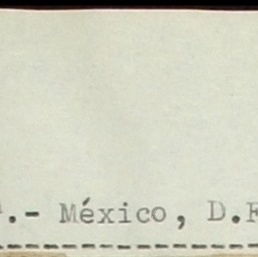 .- México, D.F